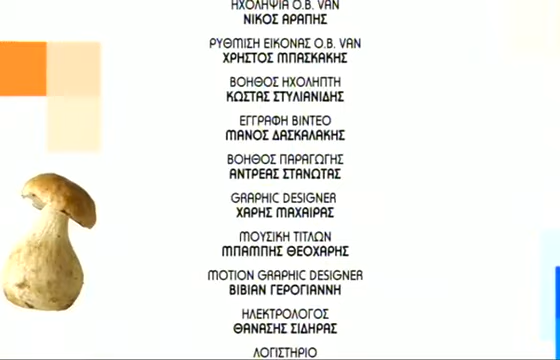 ΗΧΟΛΗΨΙΑ O.B. VAN
ΝΙΚΟΣ ΑΡΑΠΗΣ
ΡΥΘΜΙΣΗ ΕΙΚΟΝΑΣ O.B. VAN
ΧΡΗΣΤΟΣ ΜΠΑΣΚΑΚΗΣ
ΒΟΗΘΟΣ ΗΧΟΛΗΠΤΗ
ΚΩΣΤΑΣ ΣΤΥΛΙΑΝΙΔΗΣ
ΕΓΓΡΑΦΗ ΒΙΝΤΕΟ
ΜΑΝΟΣ ΔΑΣΚΑΛΑΚΗΣ
ΒΟΗΘΟΣ ΠΑΡΑΓΩΓΗΣ
ΑΝΤΡΕΑΣ ΣΤΑΝΩΤΑΣ
GRAPHIC DESIGNER
ΧΑΡΗΣ ΜΑΧΑΙΡΑΣ
ΜΟΥΣΙΚΗ ΤΙΤΛΩΝ
ΜΠΑΜΠΗΣ ΘΕΟΧΑΡΗΣ
MOTION GRAPHIC DESIGNER
ΒΙΒΙΑΝ ΓΕΡΟΓΙΑΝΝΗ
ΗΛΕΚΤΡΟΛΟΓΟΣ
ΘΑΝΑΣΗΣ ΣΙΔΗΡΑΣ
ΛΟΓΙΣΤΗΡΙΟ